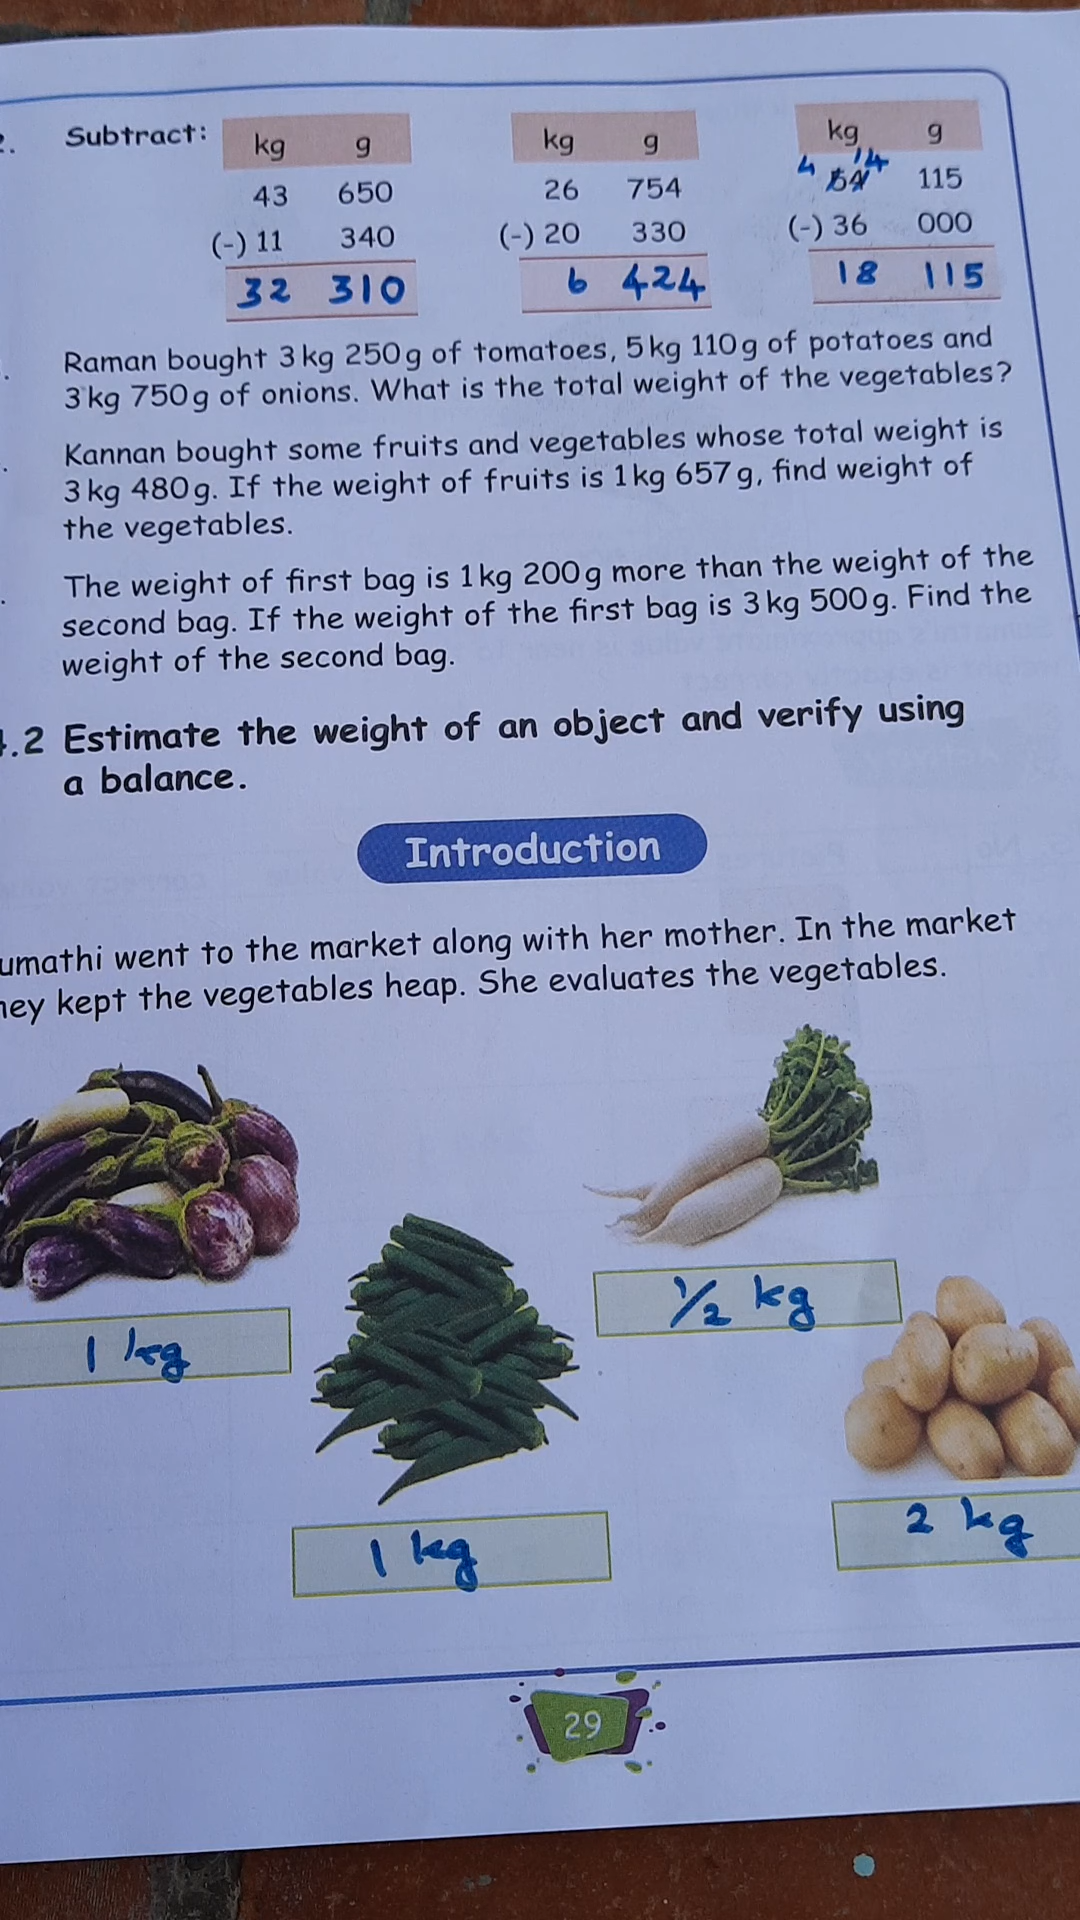 Subtract:
kg g
43 650
(-) 11 340
32 310
kg g
26 754
(-) 20 330
6 424
kg g
4 14
54 115
(-) 36 000
18 115
Raman bought 3 kg 250 g of tomatoes, 5 kg 110 g of potatoes and
3 kg 750 g of onions. What is the total weight of the vegetables?
Kannan bought some fruits and vegetables whose total weight is
3 kg 480 g. If the weight of fruits is 1 kg 657 g, find weight of
the vegetables.
The weight of first bag is 1 kg 200 g more than the weight of the
second bag. If the weight of the first bag is 3 kg 500 g. Find the
weight of the second bag.
.2 Estimate the weight of an object and verify using
a balance.
Introduction
umathi went to the market along with her mother. In the market
hey kept the vegetables heap. She evaluates the vegetables.
1/2 kg
1 kg
2 kg
1 kg
29